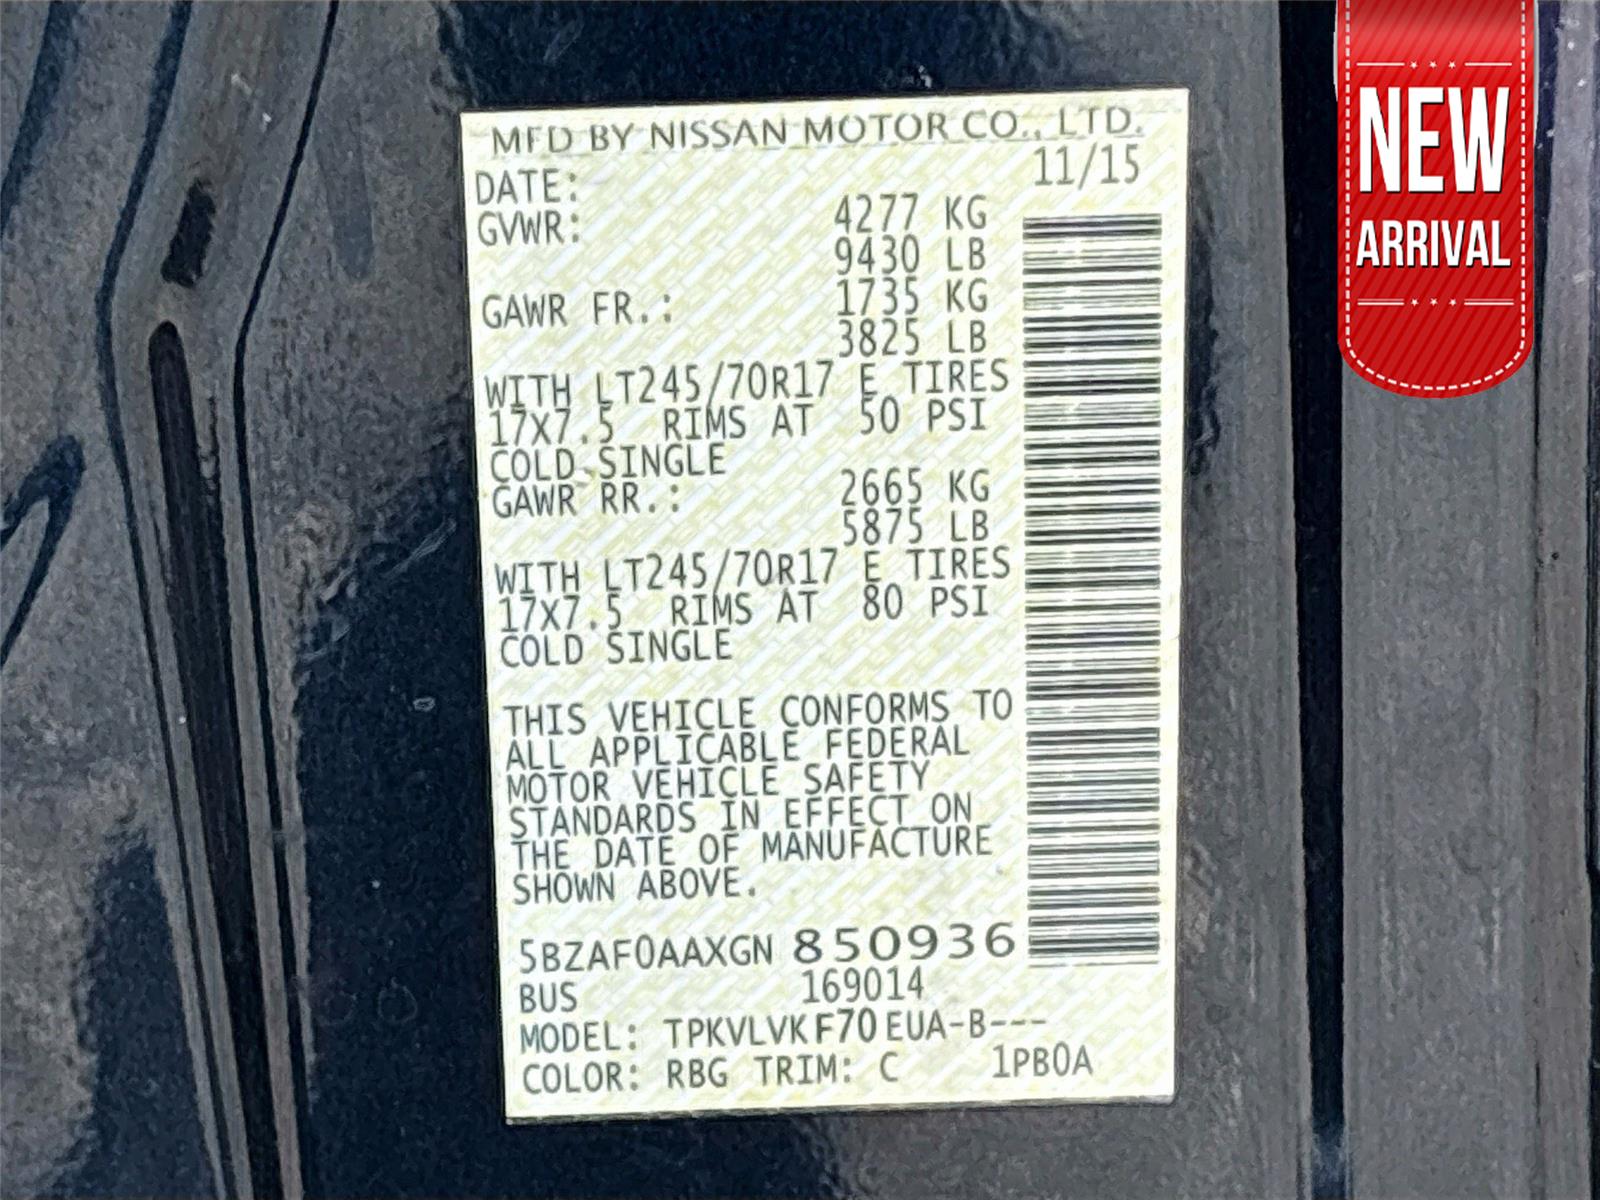 MFD BY NISSAN MOTOR CO., LTD.
DATE: 11/15
GVWR: 4277 KG
9430 LB
GAWR FR.: 1735 KG
3825 LB
WITH LT245/70R17 E TIRES
17X7.5 RIMS AT 50 PSI
COLD SINGLE
GAWR RR.: 2665 KG
5875 LB
WITH LT245/70R17 E TIRES
17X7.5 RIMS AT 80 PSI
COLD SINGLE
THIS VEHICLE CONFORMS TO
ALL APPLICABLE FEDERAL
MOTOR VEHICLE SAFETY
STANDARDS IN EFFECT ON
THE DATE OF MANUFACTURE
SHOWN ABOVE.
5BZAF0AAXGN 850936
BUS 169014
MODEL: TPKVLVKF70EUA-B---
COLOR: RBG TRIM: C 1PB0A
NEW
ARRIVAL